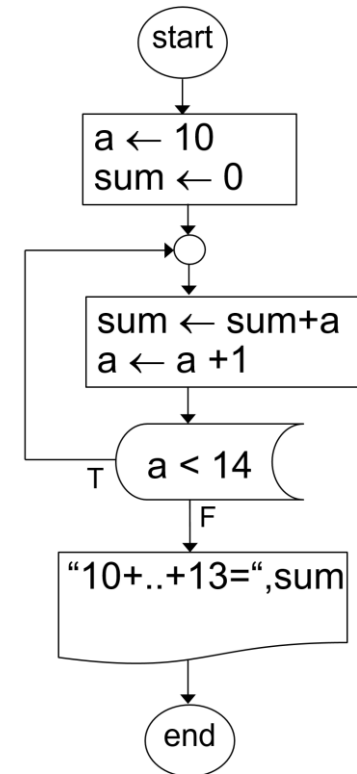 start
a ← 10
sum ← 0
sum ← sum+a
a ← a +1
a < 14
T
F
“10+..+13=“,sum
end